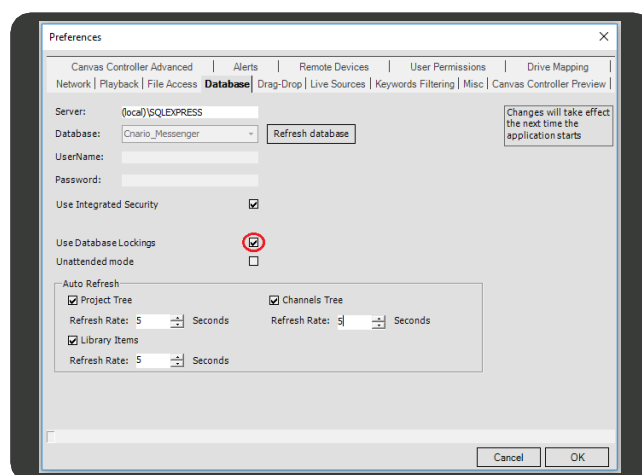 Preferences
Canvas Controller Advanced | Alerts | Remote Devices | User Permissions | Drive Mapping |
Network | Playback | File Access | Database | Drag-Drop | Live Sources | Keywords Filtering | Misc | Canvas Controller Preview |
Server: (local)\SQLEXPRESS
Changes will take effect
the next time the
application starts
Database: Cnario_Messenger Refresh database
UserName:
Password:
Use Integrated Security
Use Database Lockings
Unattended mode
Auto Refresh
Project Tree Channels Tree
Refresh Rate: 5 Seconds Refresh Rate: 5 Seconds
Library Items
Refresh Rate: 5 Seconds
Cancel OK